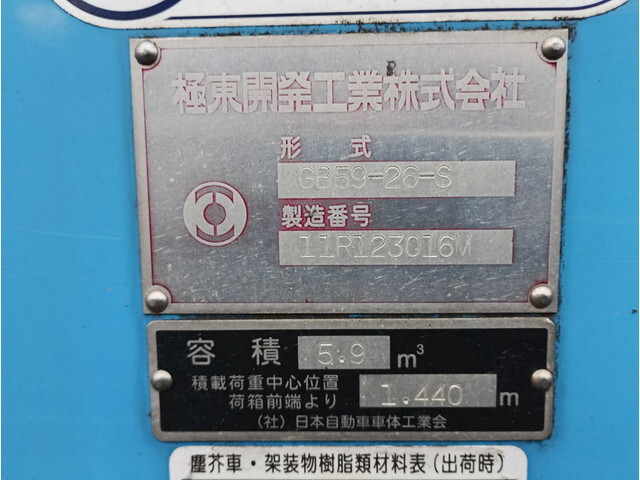 極東開発工業株式会社
形 式
GB59-26-S
製造番号
11R123016M
容 積 5.9 m³
積載荷重中心位置
荷箱前端より 1.440 m
(社)日本自動車車体工業会
塵芥車・架装物樹脂類材料表(出荷時)